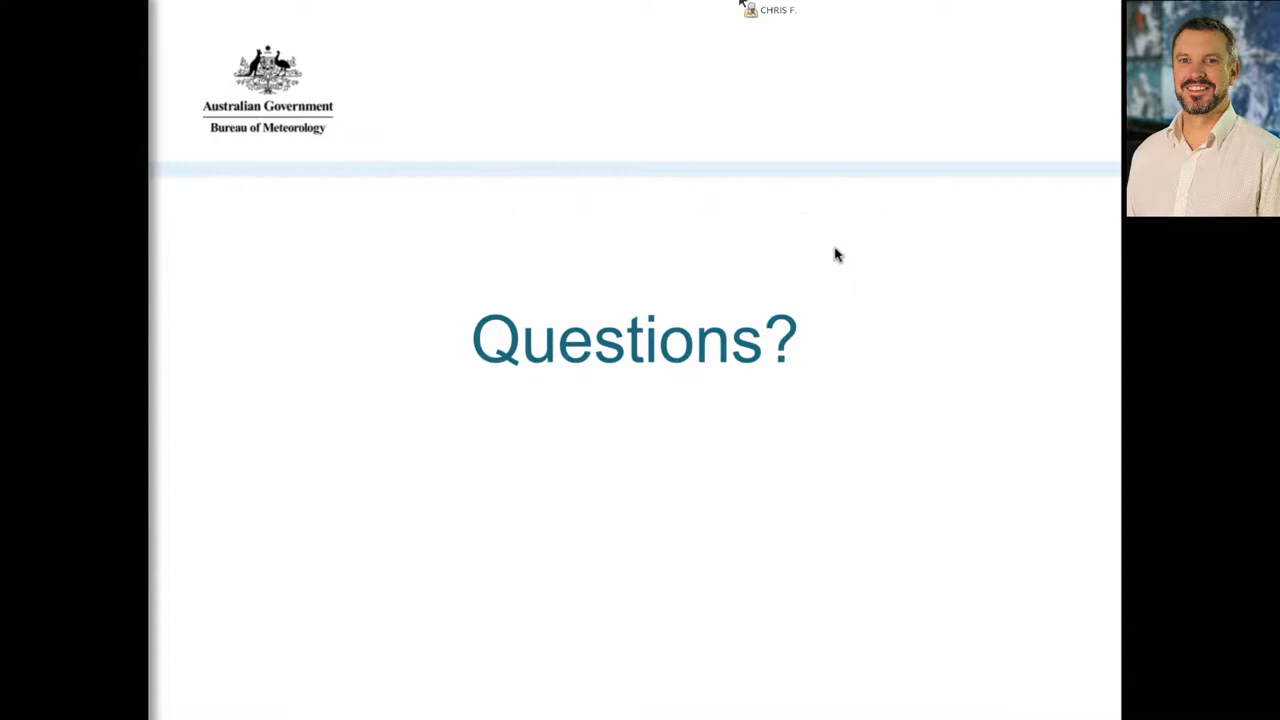 CHRIS F.
Australian Government
Bureau of Meteorology
Questions?